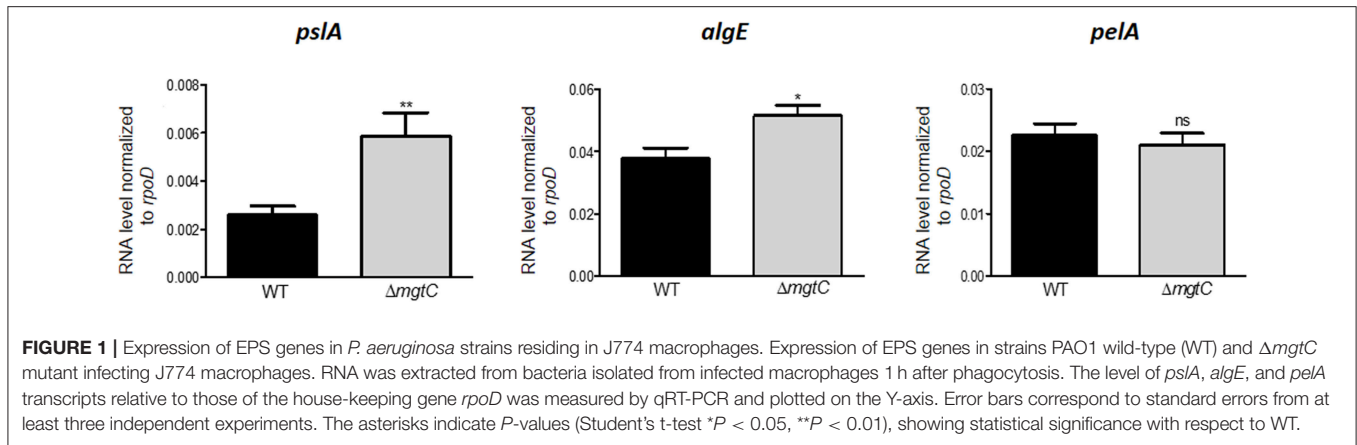 pslA
algE
pelA
RNA level normalized
to rpoD
0.008
0.006
0.004
0.002
0.000
**
WT
ΔmgtC
RNA level normalized
to rpoD
0.06
0.04
0.02
0.00
*
WT
ΔmgtC
RNA level normalized
to rpoD
0.03
0.02
0.01
0.00
ns
WT
ΔmgtC
FIGURE 1 | Expression of EPS genes in P. aeruginosa strains residing in J774 macrophages. Expression of EPS genes in strains PAO1 wild-type (WT) and ΔmgtC
mutant infecting J774 macrophages. RNA was extracted from bacteria isolated from infected macrophages 1 h after phagocytosis. The level of pslA, algE, and pelA
transcripts relative to those of the house-keeping gene rpoD was measured by qRT-PCR and plotted on the Y-axis. Error bars correspond to standard errors from at
least three independent experiments. The asterisks indicate P-values (Student's t-test *P < 0.05, **P < 0.01), showing statistical significance with respect to WT.